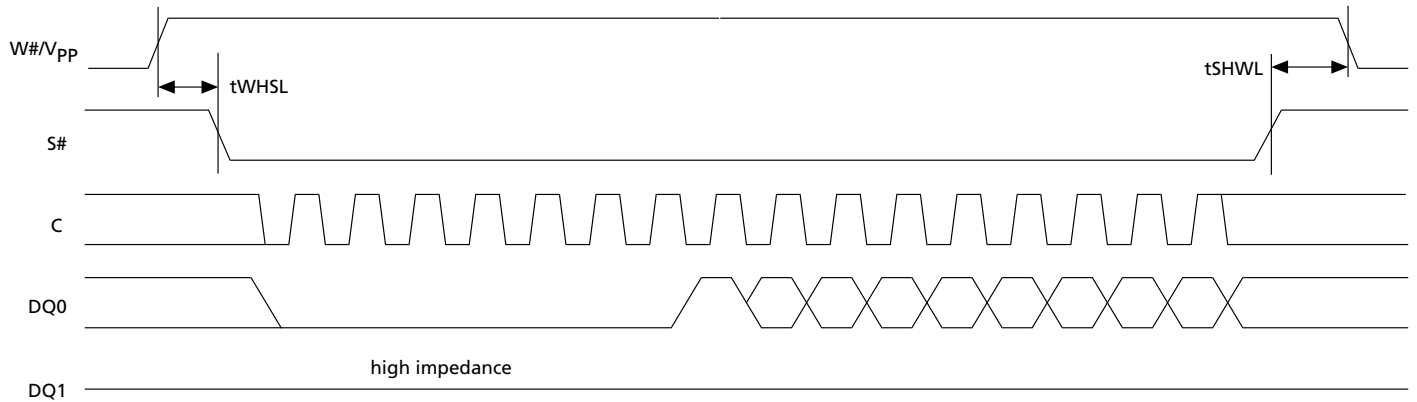 W#/VPP
tWHSL
tSHWL
S#
C
DQ0
high impedance
DQ1